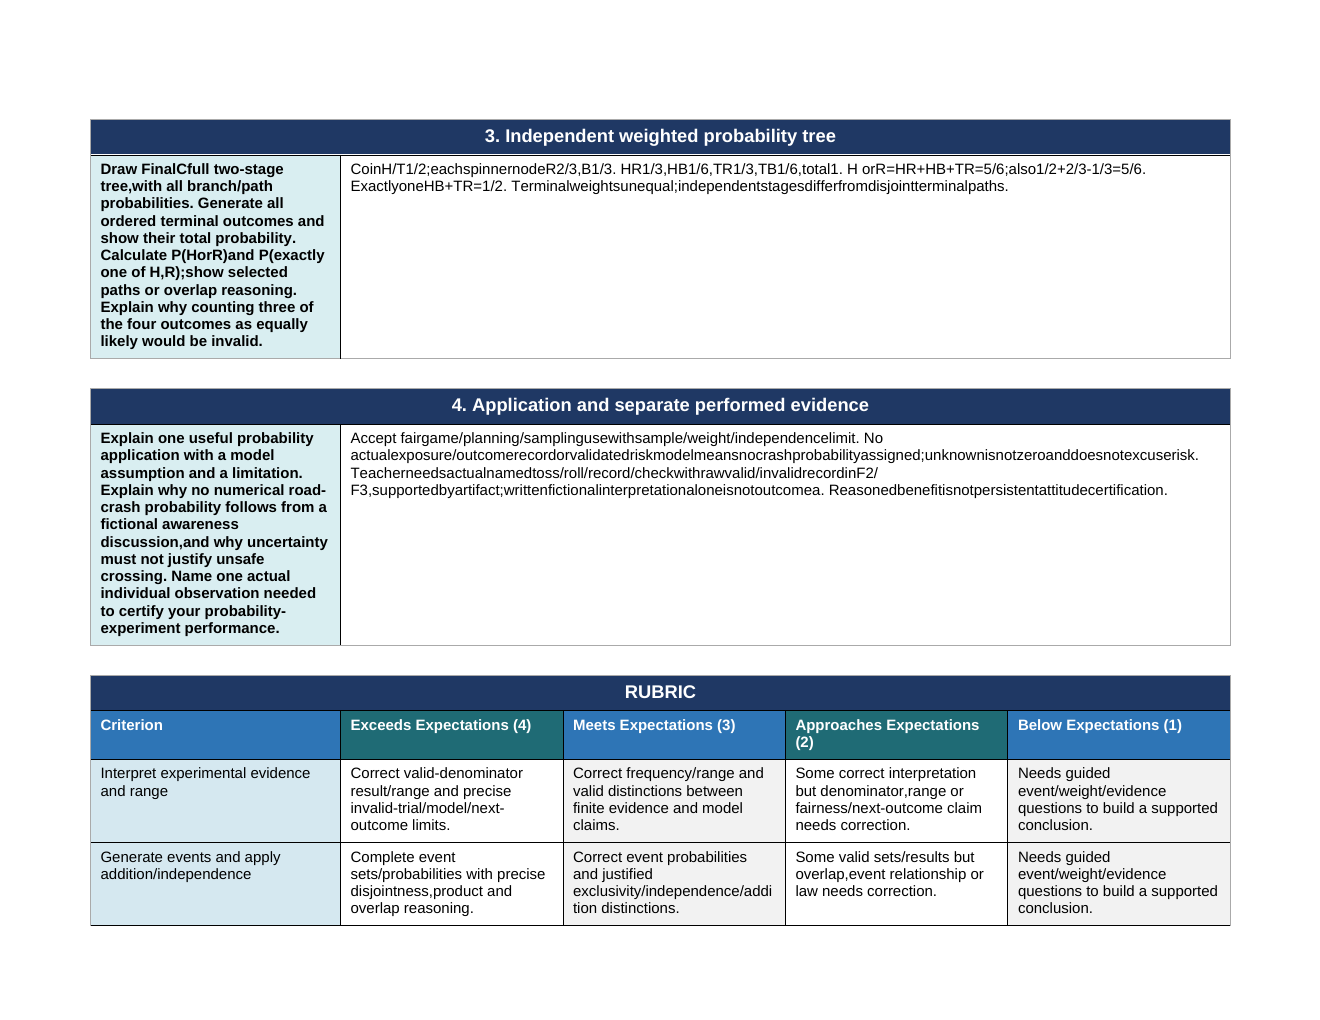 3. Independent weighted probability tree
Draw FinalCfull two-stage
tree,with all branch/path
probabilities. Generate all
ordered terminal outcomes and
show their total probability.
Calculate P(HorR)and P(exactly
one of H,R);show selected
paths or overlap reasoning.
Explain why counting three of
the four outcomes as equally
likely would be invalid.
CoinH/T1/2;eachspinnernodeR2/3,B1/3. HR1/3,HB1/6,TR1/3,TB1/6,total1. H orR=HR+HB+TR=5/6;also1/2+2/3-1/3=5/6.
ExactlyoneHB+TR=1/2. Terminalweightsunequal;independentstagesdifferfromdisjointterminalpaths.
4. Application and separate performed evidence
Explain one useful probability
application with a model
assumption and a limitation.
Explain why no numerical road-
crash probability follows from a
fictional awareness
discussion,and why uncertainty
must not justify unsafe
crossing. Name one actual
individual observation needed
to certify your probability-
experiment performance.
Accept fairgame/planning/samplingusewithsample/weight/independencelimit. No
actualexposure/outcomerecordorvalidatedriskmodelmeansnocrashprobabilityassigned;unknownisnotzeroanddoesnotexcuserisk.
Teacherneedsactualnamedtoss/roll/record/checkwithrawvalid/invalidrecordinF2/
F3,supportedbyartifact;writtenfictionalinterpretationaloneisnotoutcomea. Reasonedbenefitisnotpersistentattitudecertification.
RUBRIC
Criterion
Exceeds Expectations (4)
Meets Expectations (3)
Approaches Expectations
(2)
Below Expectations (1)
Interpret experimental evidence
and range
Correct valid-denominator
result/range and precise
invalid-trial/model/next-
outcome limits.
Correct frequency/range and
valid distinctions between
finite evidence and model
claims.
Some correct interpretation
but denominator,range or
fairness/next-outcome claim
needs correction.
Needs guided
event/weight/evidence
questions to build a supported
conclusion.
Generate events and apply
addition/independence
Complete event
sets/probabilities with precise
disjointness,product and
overlap reasoning.
Correct event probabilities
and justified
exclusivity/independence/addi
tion distinctions.
Some valid sets/results but
overlap,event relationship or
law needs correction.
Needs guided
event/weight/evidence
questions to build a supported
conclusion.